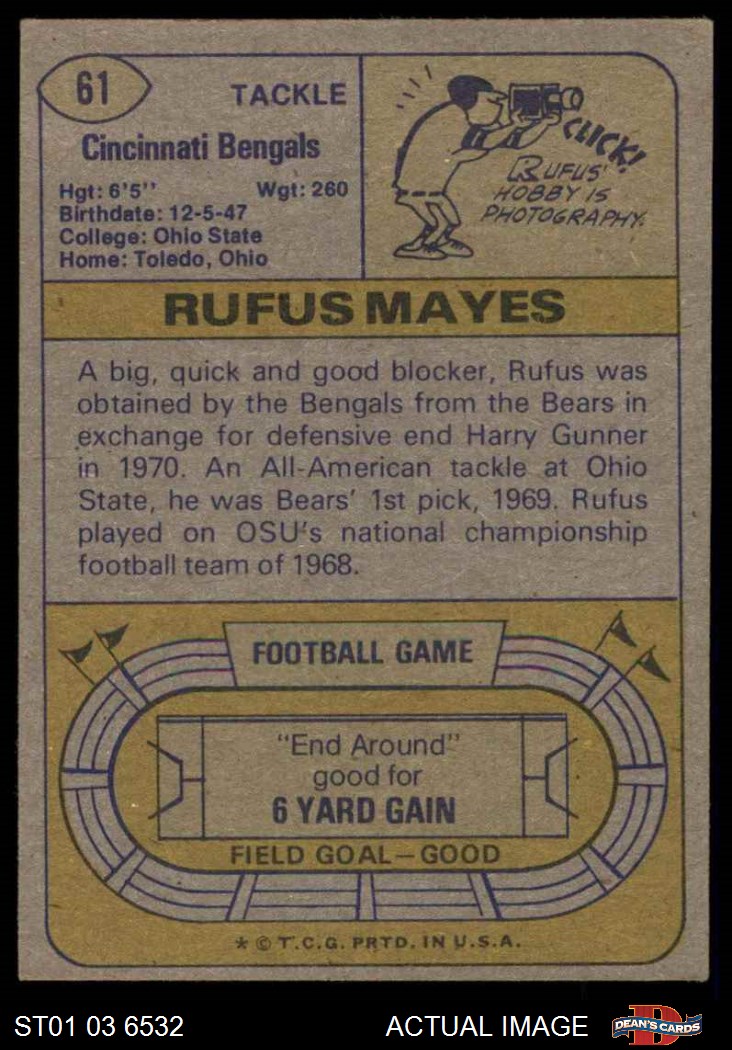 61
TACKLE
Cincinnati Bengals
Hgt: 6'5" Wgt: 260
Birthdate: 12-5-47
College: Ohio State
Home: Toledo, Ohio
CLICK!
RUFUS'
HOBBY IS
PHOTOGRAPHY.
RUFUS MAYES
A big, quick and good blocker, Rufus was
obtained by the Bengals from the Bears in
exchange for defensive end Harry Gunner
in 1970. An All-American tackle at Ohio
State, he was Bears' 1st pick, 1969. Rufus
played on OSU's national championship
football team of 1968.
FOOTBALL GAME
"End Around"
good for
6 YARD GAIN
FIELD GOAL—GOOD
* © T.C.G. PRTD. IN U.S.A.
ST01 03 6532
ACTUAL IMAGE
D
DEAN'S CARDS